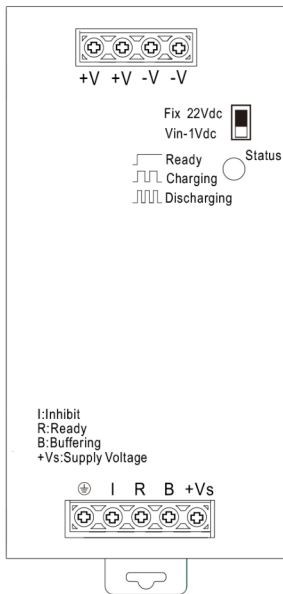 +V +V -V -V
Fix 22Vdc
Vin-1Vdc
Status
Ready
Charging
Discharging
I:Inhibit
R:Ready
B:Buffering
+Vs:Supply Voltage
I R B +Vs